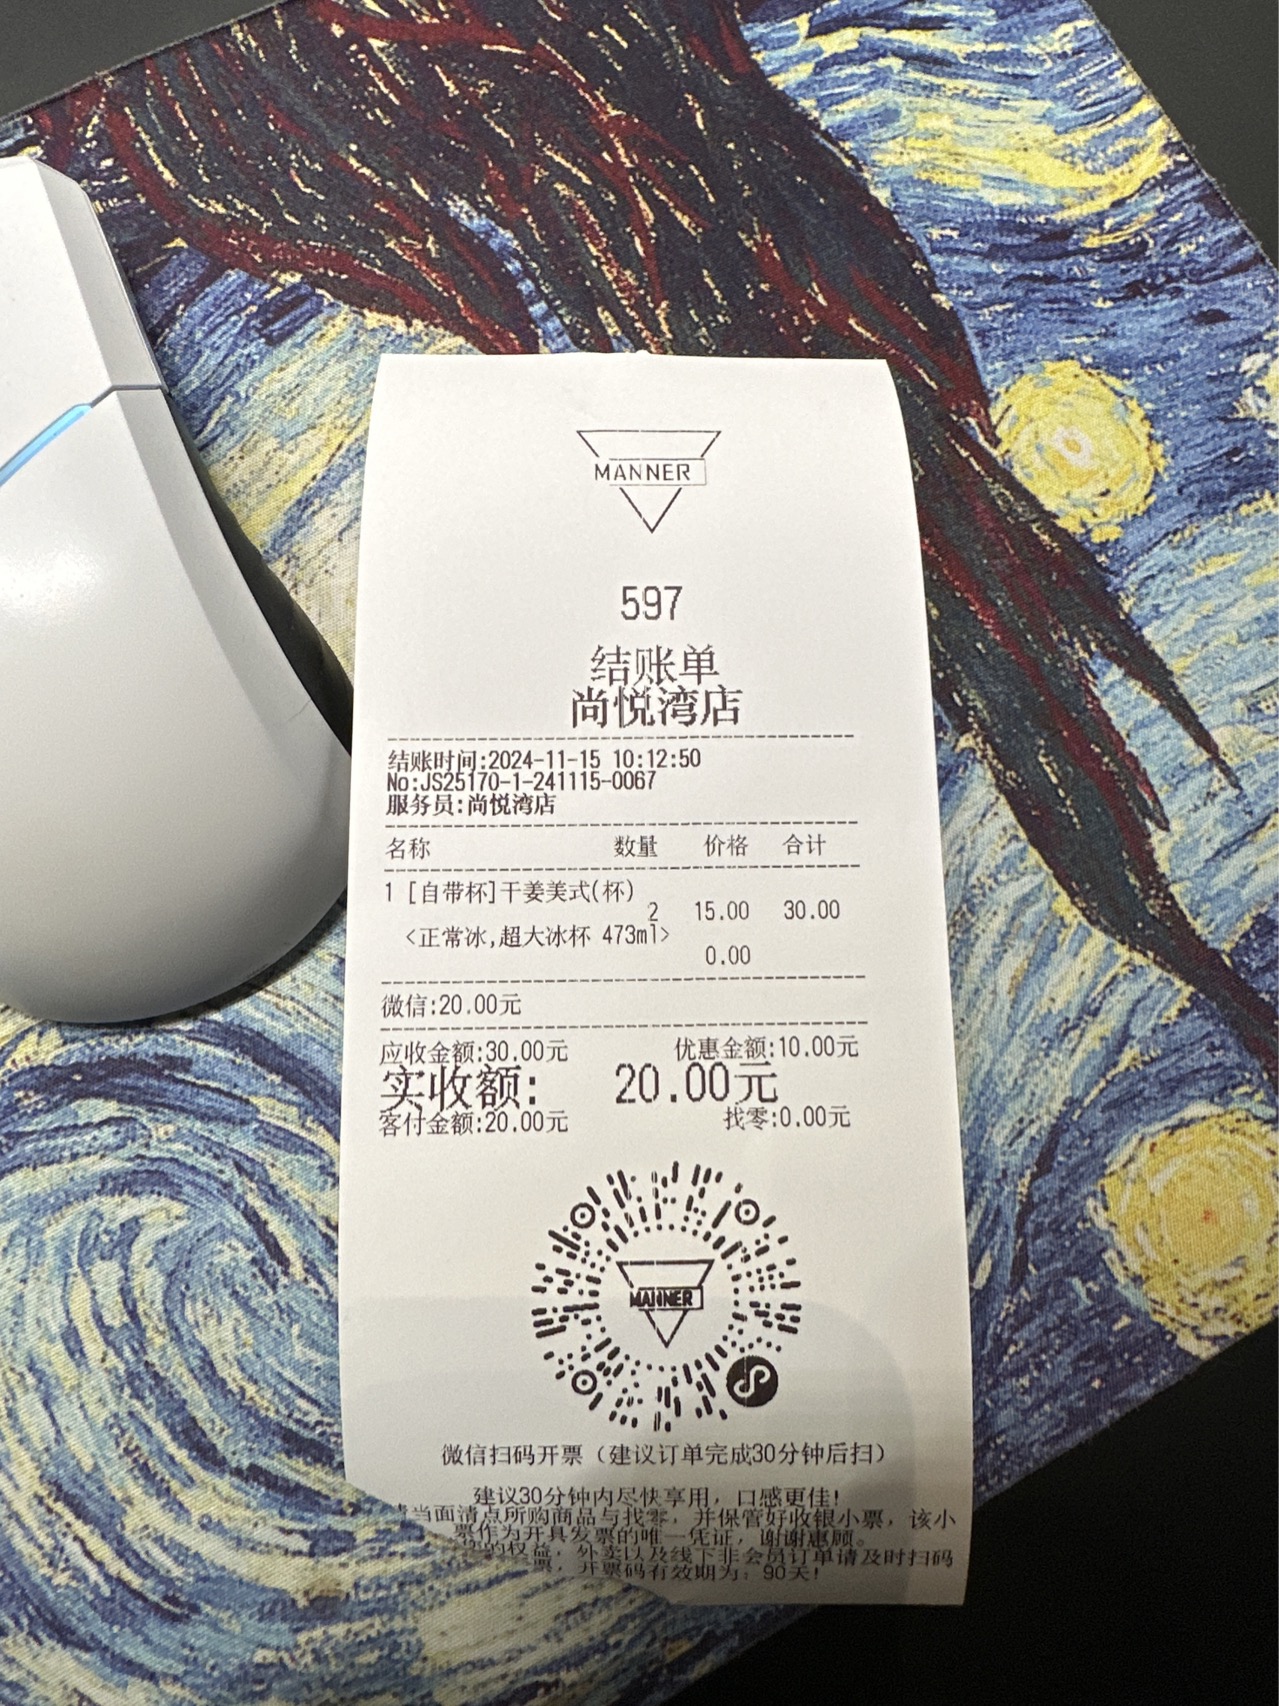 MANNER
597
结账单
尚悦湾店
结账时间:2024-11-15 10:12:50
No:JS25170-1-241115-0067
服务员:尚悦湾店
名称 数量 价格 合计
1 [自带杯]干姜美式(杯)
2 15.00 30.00
<正常冰,超大冰杯 473ml>
0.00
微信:20.00元
应收金额:30.00元 优惠金额:10.00元
实收额: 20.00元
客付金额:20.00元 找零:0.00元
MANNER
微信扫码开票（建议订单完成30分钟后扫）
建议30分钟内尽快享用，口感更佳！
当面清点所购商品与找零，并保管好收银小票，该小
票作为开具发票的唯一凭证，谢谢惠顾。
的权益，外卖以及线下非会员订单请及时扫码
票，开票码有效期为：90天！